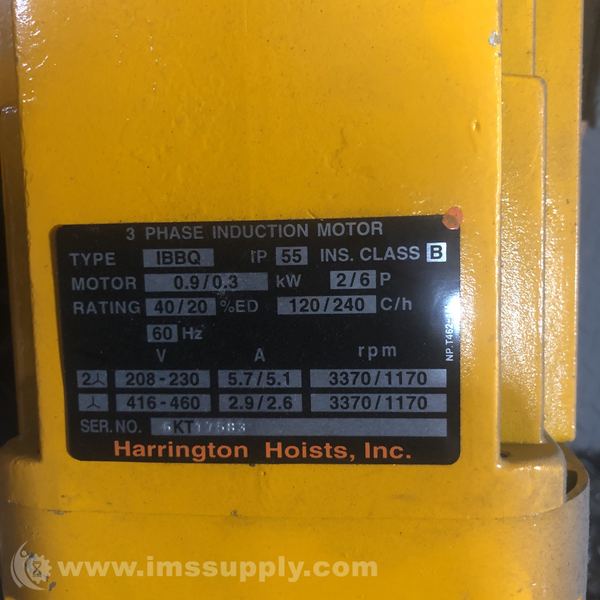 3 PHASE INDUCTION MOTOR
TYPE IBBQ IP 55 INS. CLASS B
MOTOR 0.9/0.3 kW 2/6 P
RATING 40/20 %ED 120/240 C/h
60 Hz
V A rpm
2 208-230 5.7/5.1 3370/1170
416-460 2.9/2.6 3370/1170
SER. NO.
Harrington Hoists, Inc.
www.imssupply.com